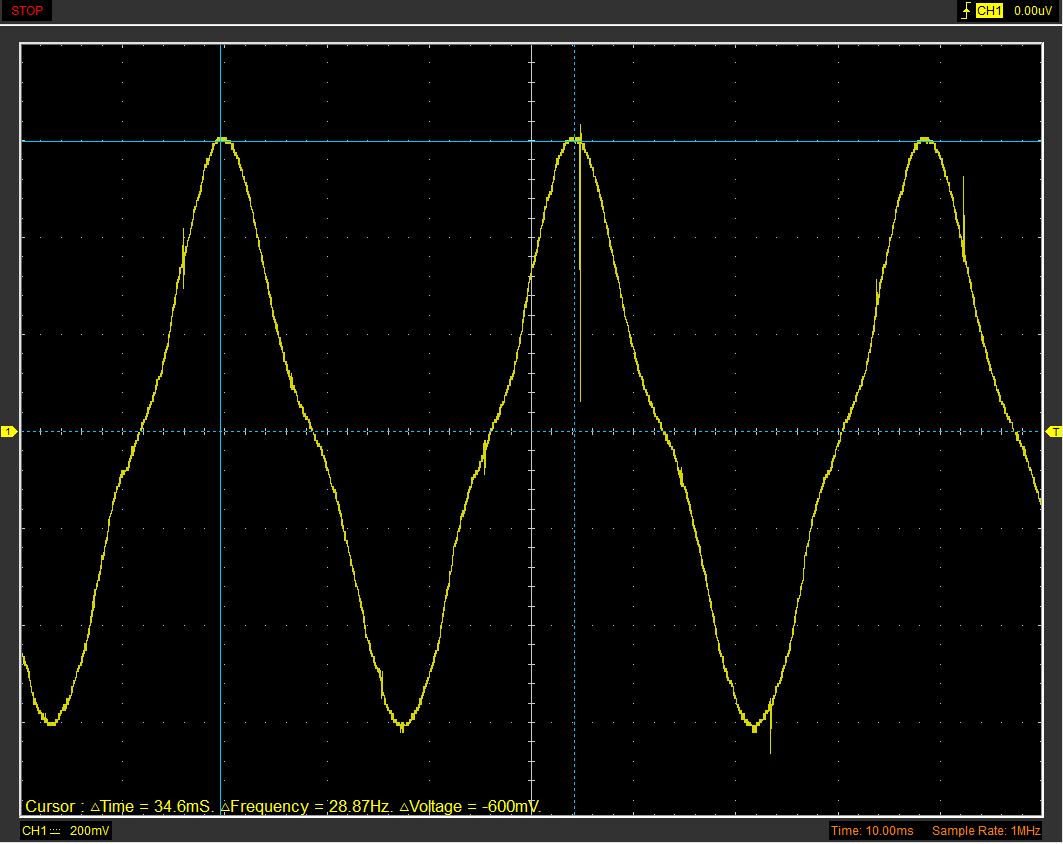 STOP CH1 0.00uV
1 T
Cursor : △Time = 34.6mS. △Frequency = 28.87Hz. △Voltage = -600mV.
CH1 200mV Time: 10.00ms Sample Rate: 1MHz